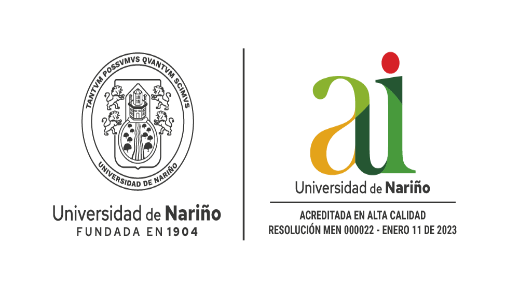 TANTVM POSSVMVS QVANTVM SCIMVS
UNIVERSIDAD DE NARIÑO
Universidad de Nariño
FUNDADA EN 1904
aui
Universidad de Nariño
ACREDITADA EN ALTA CALIDAD
RESOLUCIÓN MEN 000022 - ENERO 11 DE 2023